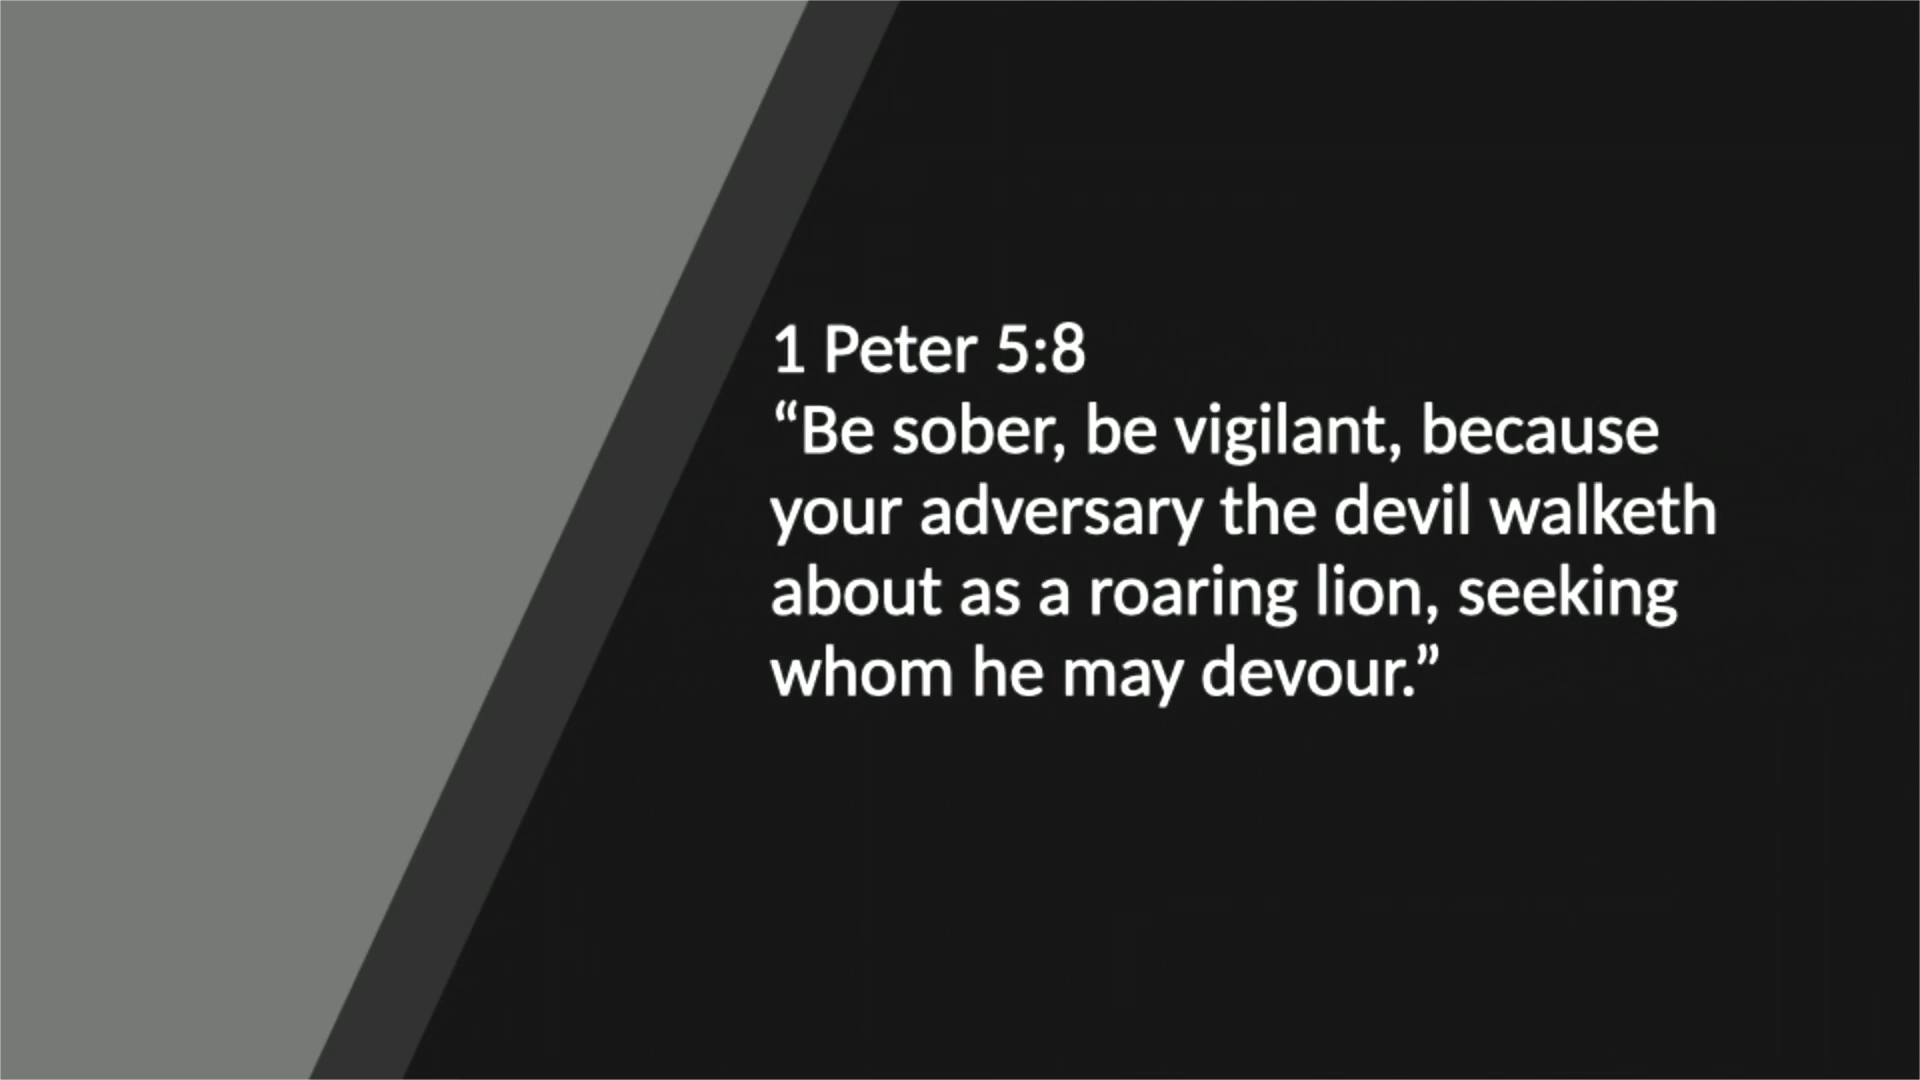 1 Peter 5:8
“Be sober, be vigilant, because
your adversary the devil walketh
about as a roaring lion, seeking
whom he may devour.”